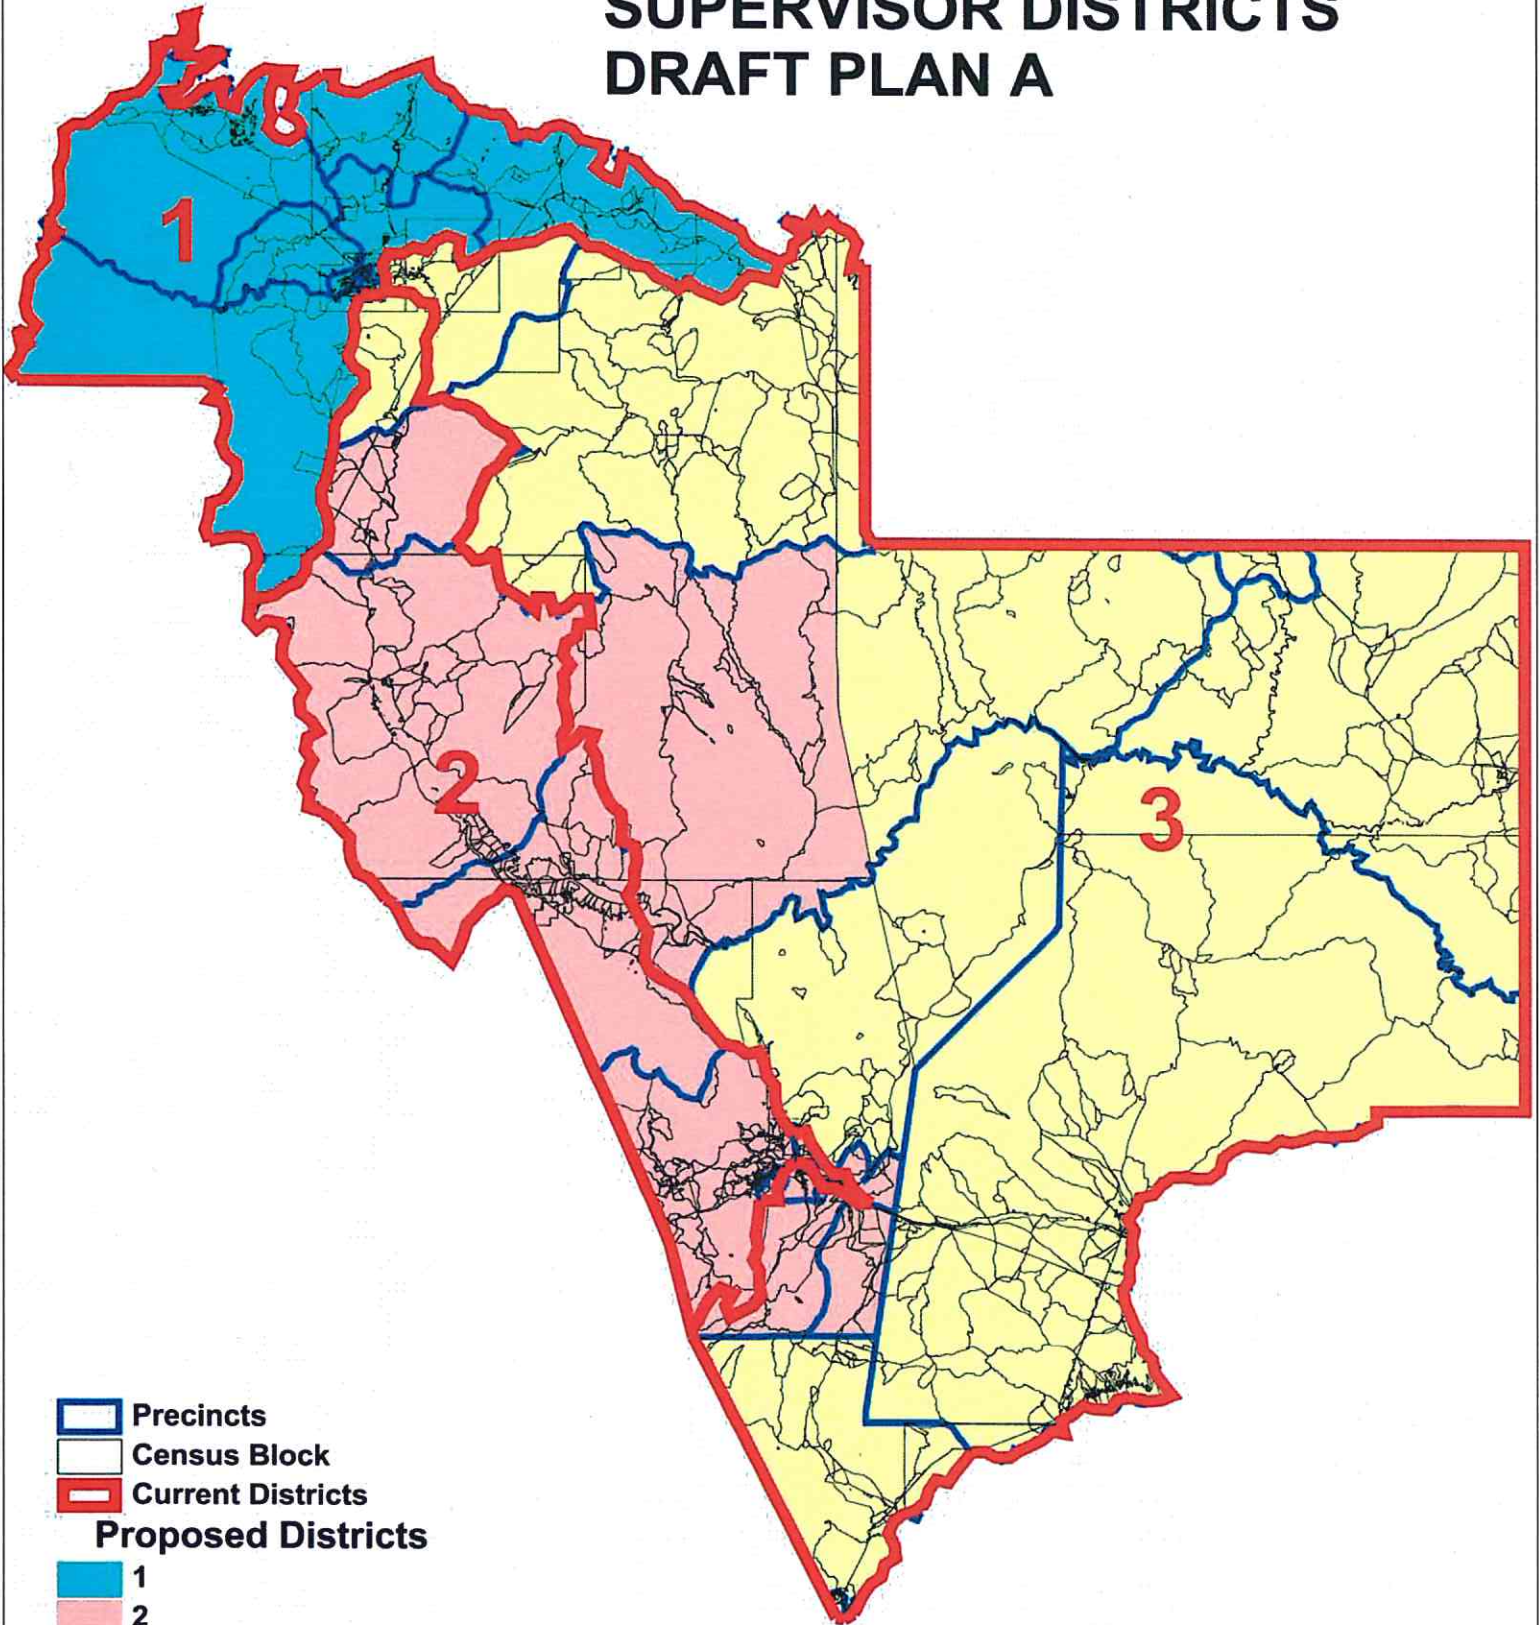 SUPERVISOR DISTRICTS
DRAFT PLAN A
1
2
3
Precincts
Census Block
Current Districts
Proposed Districts
1
2